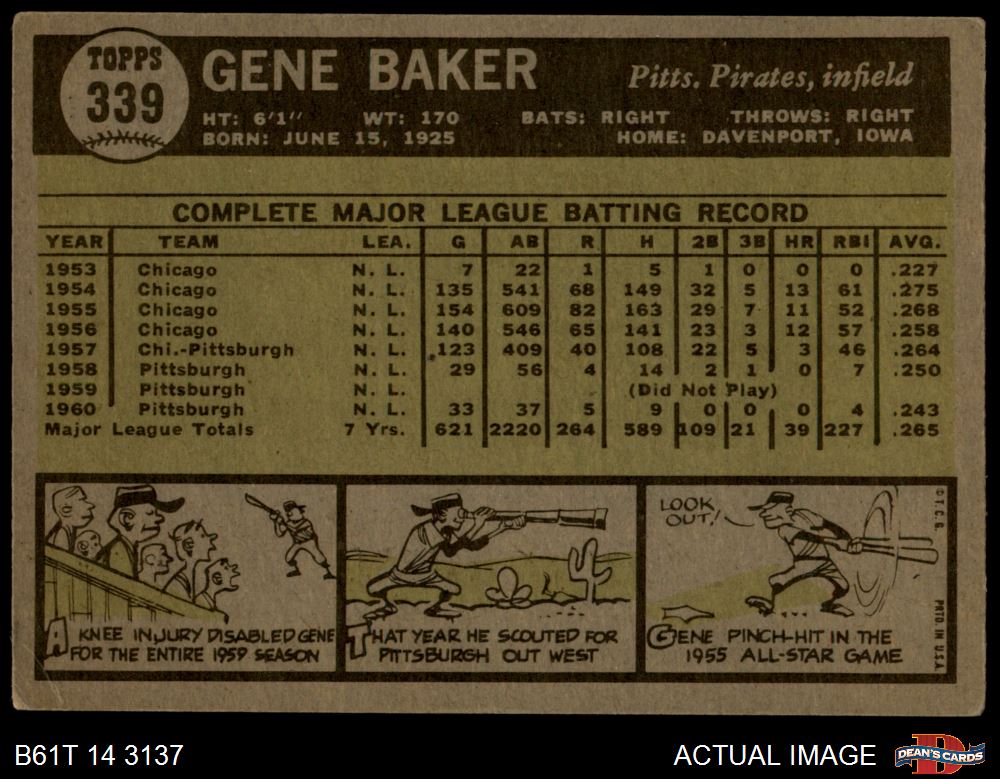 TOPPS
339
GENE BAKER
Pitts. Pirates, infield
HT: 6'1" WT: 170 BATS: RIGHT THROWS: RIGHT
BORN: JUNE 15, 1925 HOME: DAVENPORT, IOWA
COMPLETE MAJOR LEAGUE BATTING RECORD
YEAR TEAM LEA. G AB R H 2B 3B HR RBI AVG.
1953 Chicago N. L. 7 22 1 5 1 0 0 0 .227
1954 Chicago N. L. 135 541 68 149 32 5 13 61 .275
1955 Chicago N. L. 154 609 82 163 29 7 11 52 .268
1956 Chicago N. L. 140 546 65 141 23 3 12 57 .258
1957 Chi.-Pittsburgh N. L. 123 409 40 108 22 5 3 46 .264
1958 Pittsburgh N. L. 29 56 4 14 2 1 0 7 .250
1959 Pittsburgh N. L. (Did Not Play)
1960 Pittsburgh N. L. 33 37 5 9 0 0 0 4 .243
Major League Totals 7 Yrs. 621 2220 264 589 109 21 39 227 .265
A KNEE INJURY DISABLED GENE
FOR THE ENTIRE 1959 SEASON
THAT YEAR HE SCOUTED FOR
PITTSBURGH OUT WEST
LOOK
OUT!
GENE PINCH-HIT IN THE
1955 ALL-STAR GAME
© T. C. G.
PRTD. IN U.S.A.
B61T 14 3137
ACTUAL IMAGE
D
DEAN'S CARDS